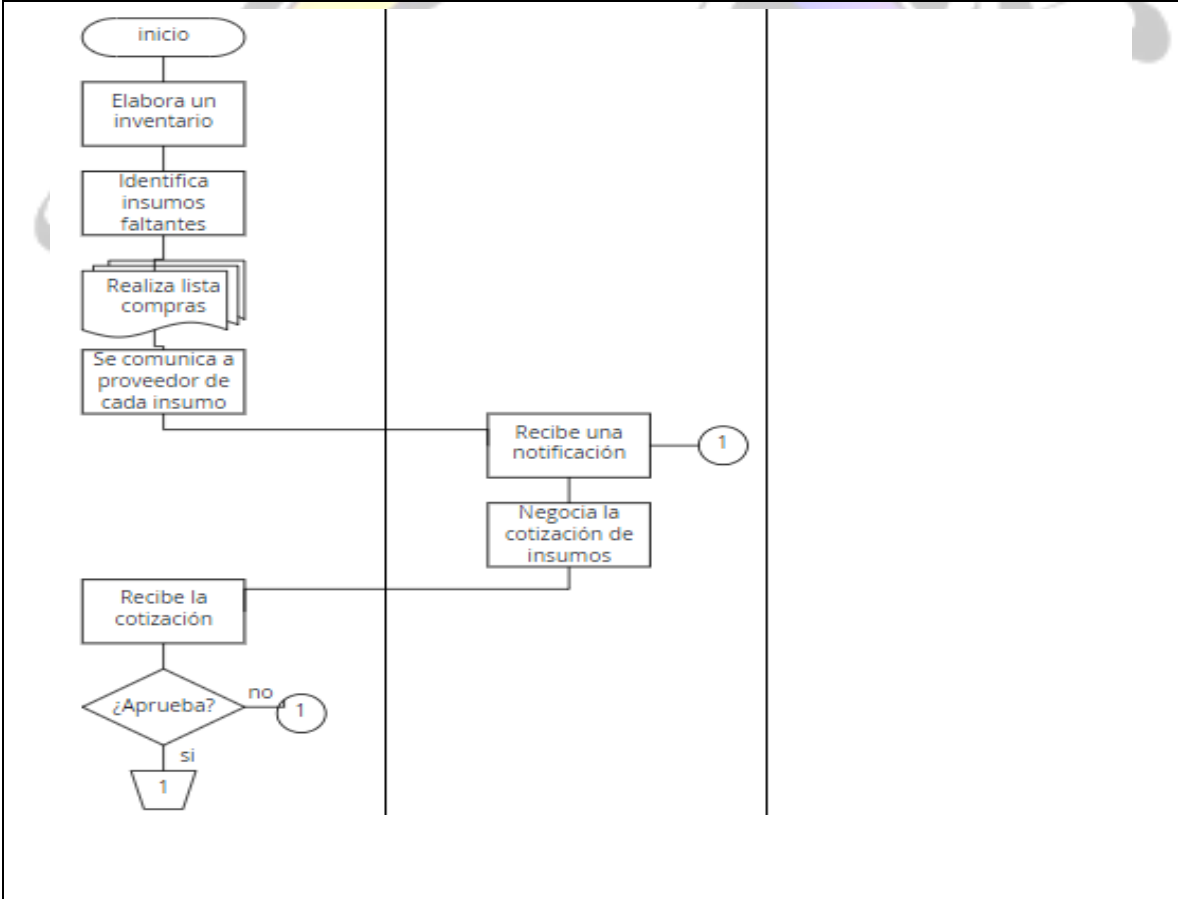 inicio
Elabora un
inventario
Identifica
insumos
faltantes
Realiza lista
compras
Se comunica a
proveedor de
cada insumo
Recibe una
notificación
1
Negocia la
cotización de
insumos
Recibe la
cotización
¿Aprueba?
no
1
si
1